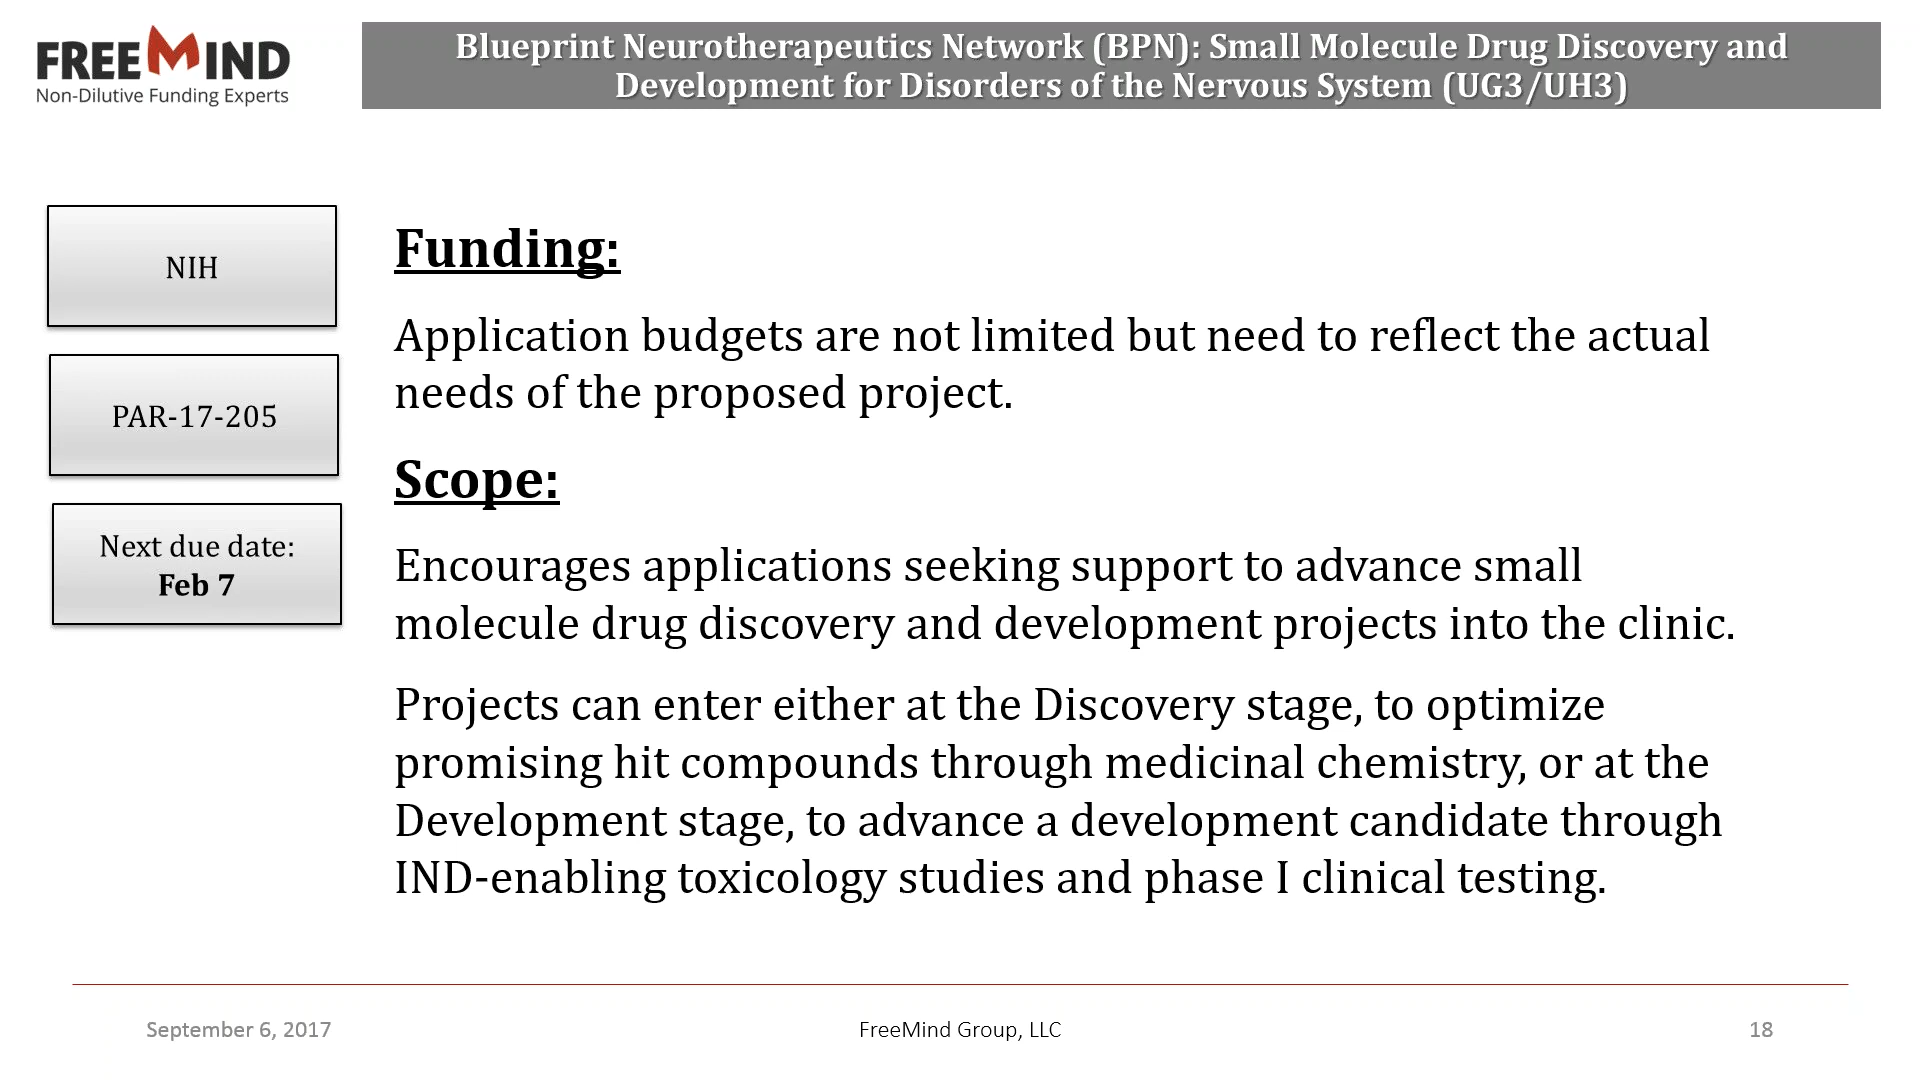 FREEMIND
Non-Dilutive Funding Experts
Blueprint Neurotherapeutics Network (BPN): Small Molecule Drug Discovery and
Development for Disorders of the Nervous System (UG3/UH3)
NIH
PAR-17-205
Next due date:
Feb 7
Funding:
Application budgets are not limited but need to reflect the actual
needs of the proposed project.
Scope:
Encourages applications seeking support to advance small
molecule drug discovery and development projects into the clinic.
Projects can enter either at the Discovery stage, to optimize
promising hit compounds through medicinal chemistry, or at the
Development stage, to advance a development candidate through
IND-enabling toxicology studies and phase I clinical testing.
September 6, 2017
FreeMind Group, LLC
18